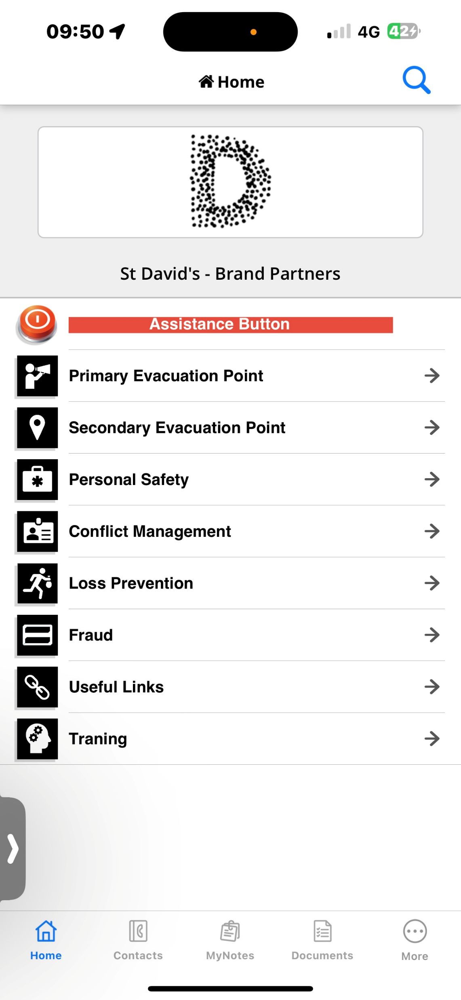 09:50
4G 42
Home
D
St David's - Brand Partners
Assistance Button
Primary Evacuation Point
Secondary Evacuation Point
Personal Safety
Conflict Management
Loss Prevention
Fraud
Useful Links
Traning
Home
Contacts
MyNotes
Documents
More